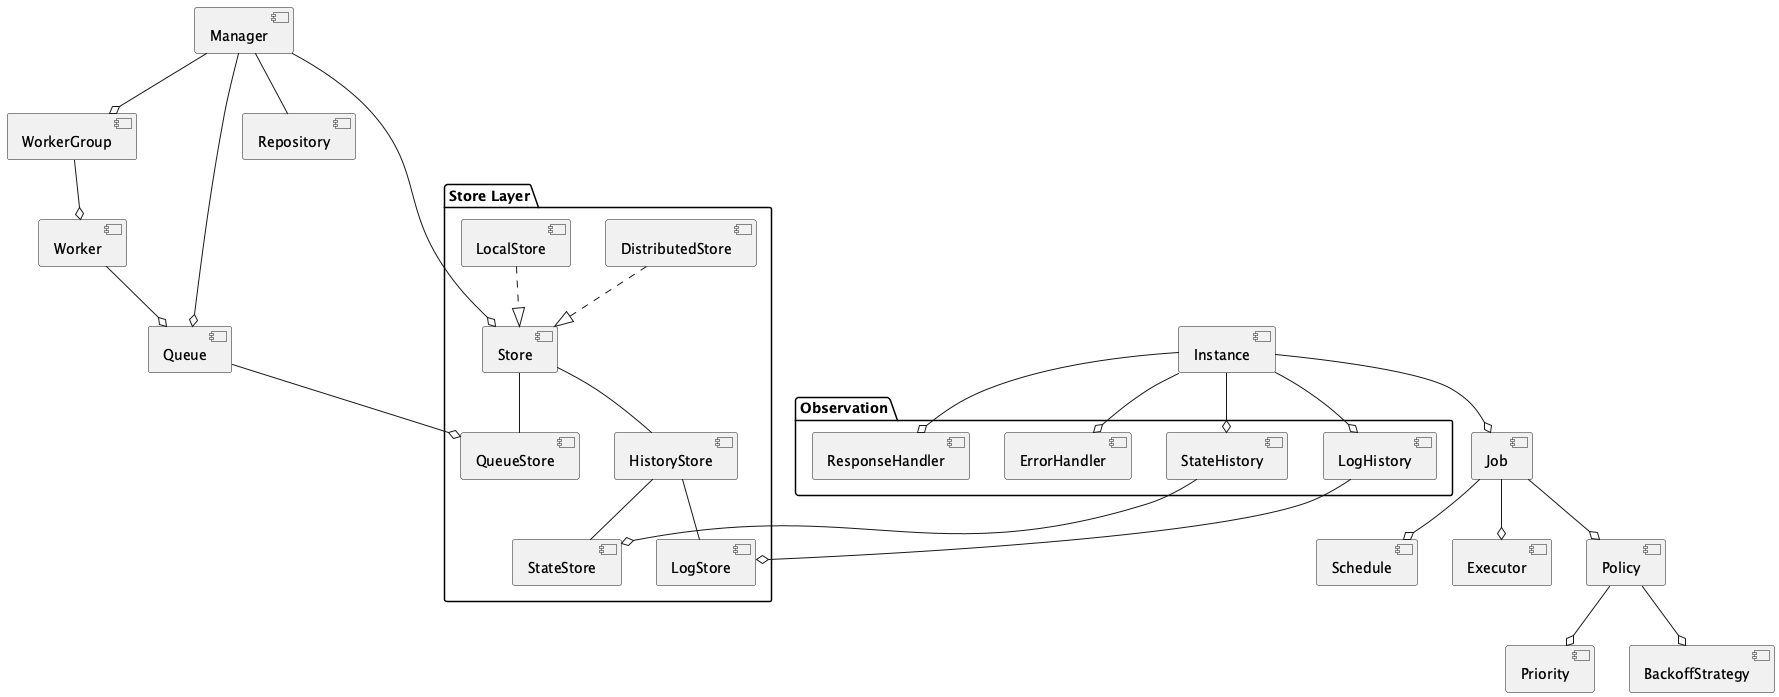 Manager
WorkerGroup
Repository
Store Layer
Worker
LocalStore
DistributedStore
Queue
Store
Instance
Observation
QueueStore
HistoryStore
ResponseHandler
ErrorHandler
StateHistory
LogHistory
Job
StateStore
LogStore
Schedule
Executor
Policy
Priority
BackoffStrategy